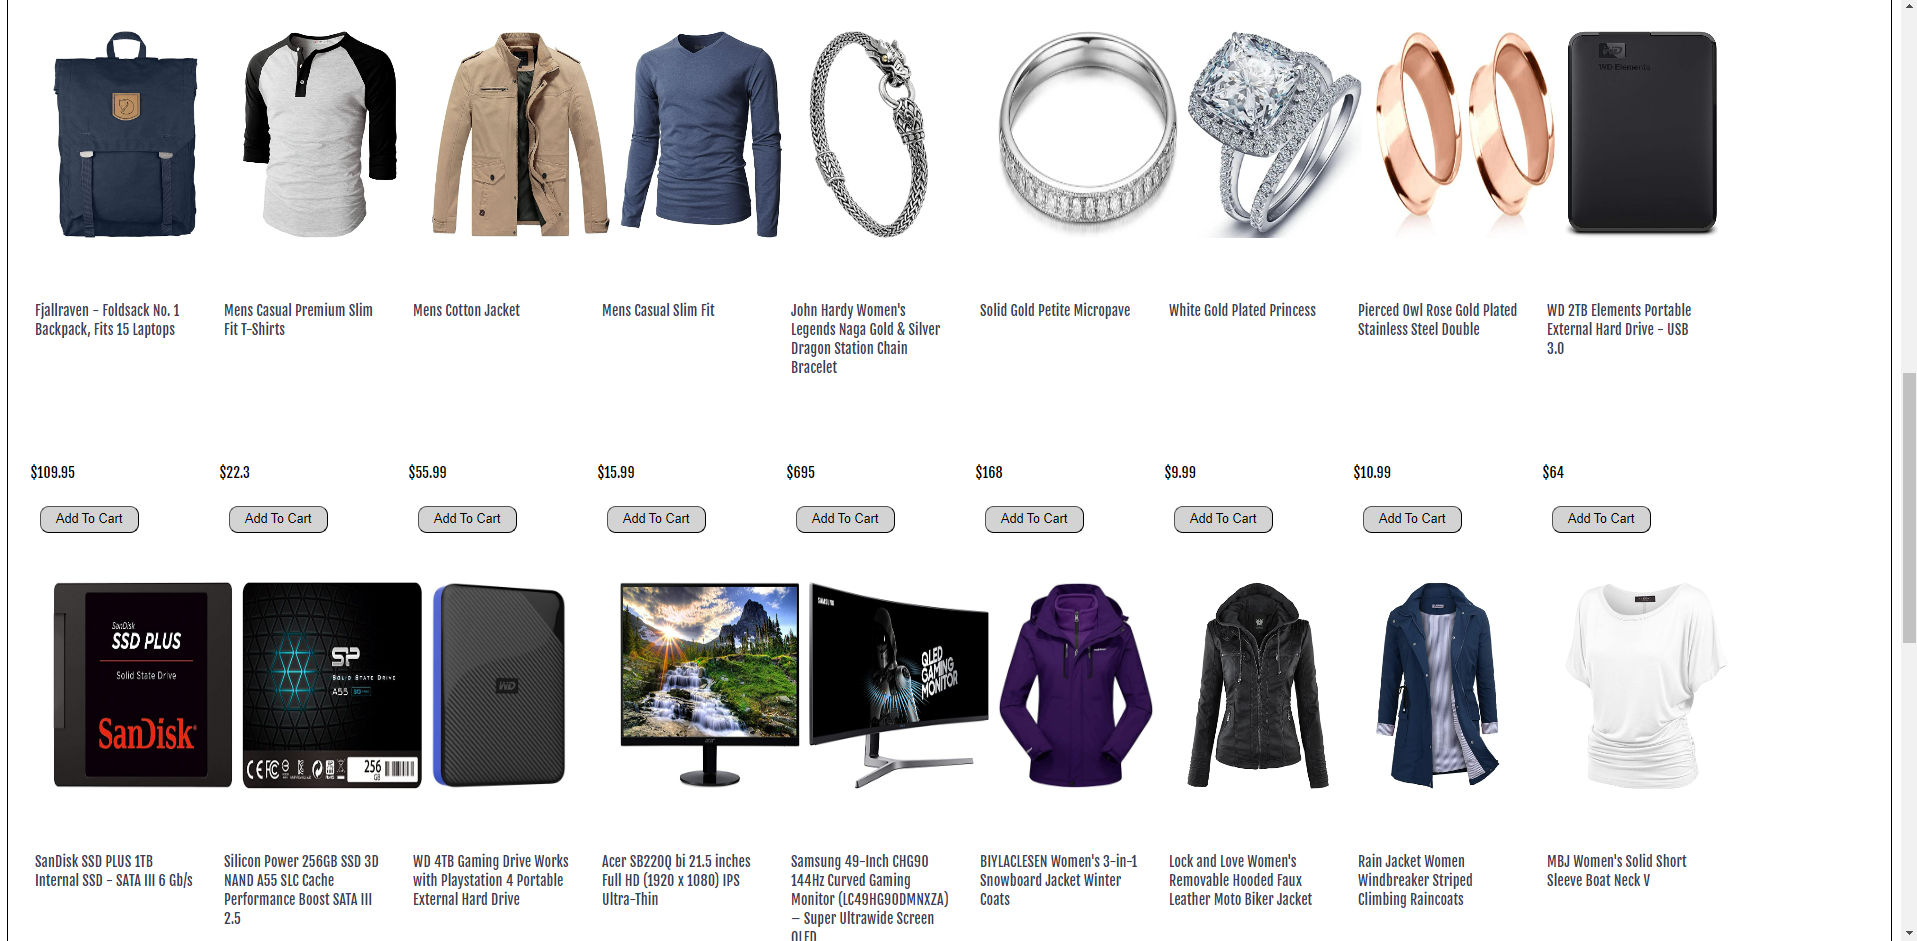 WD Elements
Fjallraven - Foldsack No. 1
Backpack, Fits 15 Laptops
Mens Casual Premium Slim
Fit T-Shirts
Mens Cotton Jacket
Mens Casual Slim Fit
John Hardy Women's
Legends Naga Gold & Silver
Dragon Station Chain
Bracelet
Solid Gold Petite Micropave
White Gold Plated Princess
Pierced Owl Rose Gold Plated
Stainless Steel Double
WD 2TB Elements Portable
External Hard Drive - USB
3.0
$109.95
$22.3
$55.99
$15.99
$695
$168
$9.99
$10.99
$64
Add To Cart
Add To Cart
Add To Cart
Add To Cart
Add To Cart
Add To Cart
Add To Cart
Add To Cart
Add To Cart
SanDisk
SSD PLUS
Solid State Drive
SanDisk
SP
SOLID STATE DRIVE
A55
256
GB
WD
acer
SAMSUNG
QLED
GAMING
MONITOR
SanDisk SSD PLUS 1TB
Internal SSD - SATA III 6 Gb/s
Silicon Power 256GB SSD 3D
NAND A55 SLC Cache
Performance Boost SATA III
2.5
WD 4TB Gaming Drive Works
with Playstation 4 Portable
External Hard Drive
Acer SB220Q bi 21.5 inches
Full HD (1920 x 1080) IPS
Ultra-Thin
Samsung 49-Inch CHG90
144Hz Curved Gaming
Monitor (LC49HG90DMNXZA)
– Super Ultrawide Screen
QLED
BIYLACLESEN Women's 3-in-1
Snowboard Jacket Winter
Coats
Lock and Love Women's
Removable Hooded Faux
Leather Moto Biker Jacket
Rain Jacket Women
Windbreaker Striped
Climbing Raincoats
MBJ Women's Solid Short
Sleeve Boat Neck V